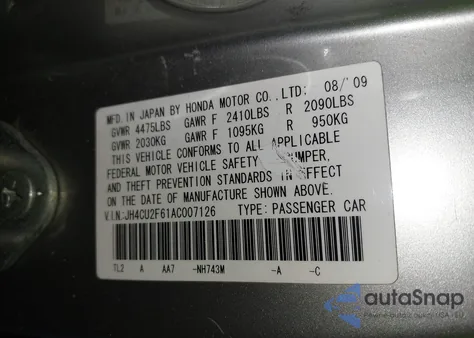 MFD. IN JAPAN BY HONDA MOTOR CO., LTD: 08/'09
GVWR 4475LBS GAWR F 2410LBS R 2090LBS
GVWR 2030KG GAWR F 1095KG R 950KG
THIS VEHICLE CONFORMS TO ALL APPLICABLE
FEDERAL MOTOR VEHICLE SAFETY UMPER,
AND THEFT PREVENTION STANDARDS IN EFFECT
ON THE DATE OF MANUFACTURE SHOWN ABOVE.
V.I.N:JH4CU2F61AC007126 TYPE: PASSENGER CAR
TL2 A AA7 -NH743M -A -C
autaSnap